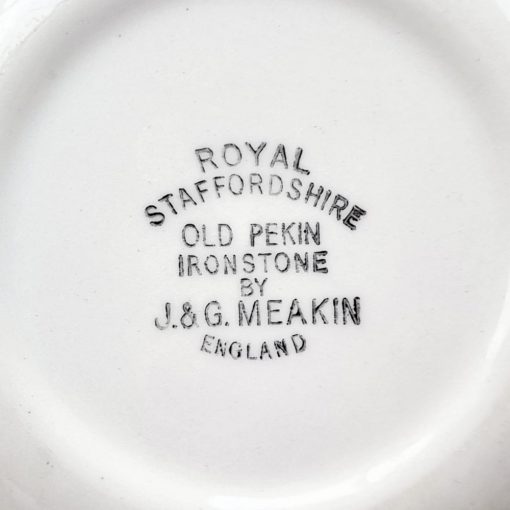 ROYAL
STAFFORDSHIRE
OLD PEKIN
IRONSTONE
BY
J.&G. MEAKIN
ENGLAND